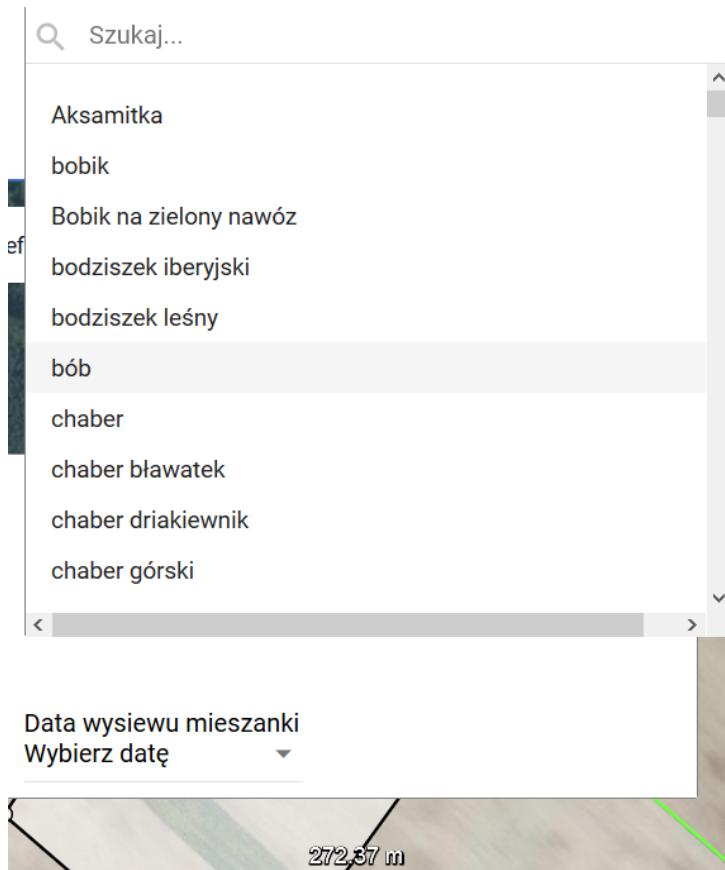 Szukaj...
Aksamitka
bobik
Bobik na zielony nawóz
ef
bodziszek iberyjski
bodziszek leśny
bób
chaber
chaber bławatek
chaber driakiewnik
chaber górski
Data wysiewu mieszanki
Wybierz datę
272,37 m